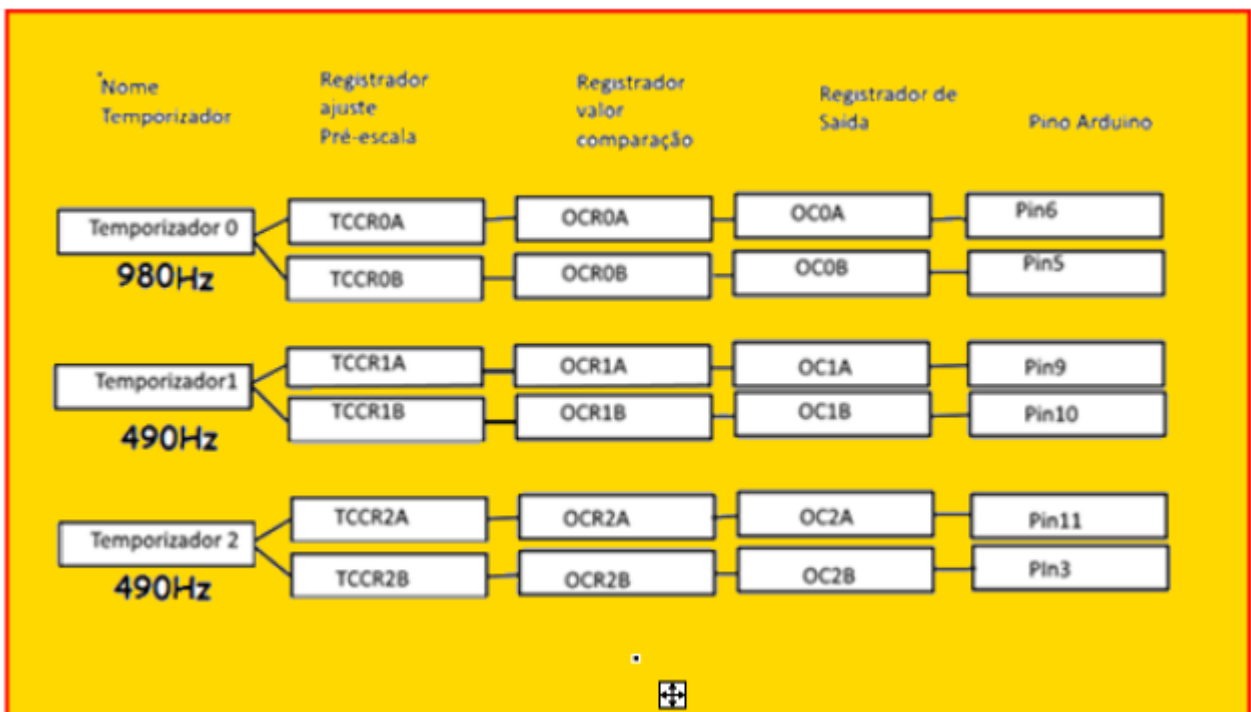 Nome
Temporizador
Registrador
ajuste
Pré-escala
Registrador
valor
comparação
Registrador de
Saída
Pino Arduino
Temporizador 0
980Hz
TCCR0A
OCR0A
OC0A
Pin6
TCCR0B
OCR0B
OC0B
Pin5
Temporizador1
490Hz
TCCR1A
OCR1A
OC1A
Pin9
TCCR1B
OCR1B
OC1B
Pin10
Temporizador 2
490Hz
TCCR2A
OCR2A
OC2A
Pin11
TCCR2B
OCR2B
OC2B
PIn3